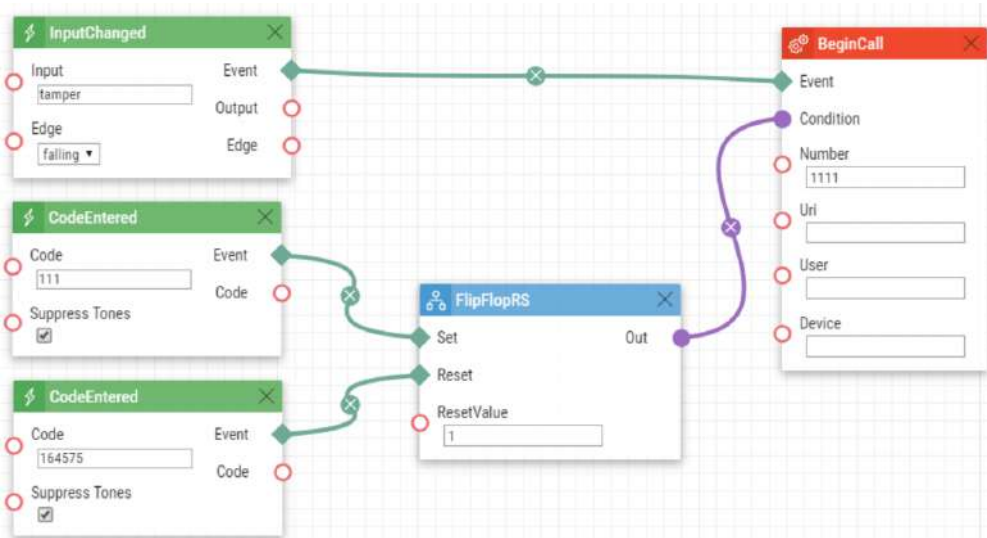 InputChanged
Input
Event
tamper
Output
Edge
Edge
falling
CodeEntered
Code
Event
111
Code
Suppress Tones
CodeEntered
Code
Event
164575
Code
Suppress Tones
FlipFlopRS
Set
Out
Reset
ResetValue
1
BeginCall
Event
Condition
Number
1111
Uri
User
Device